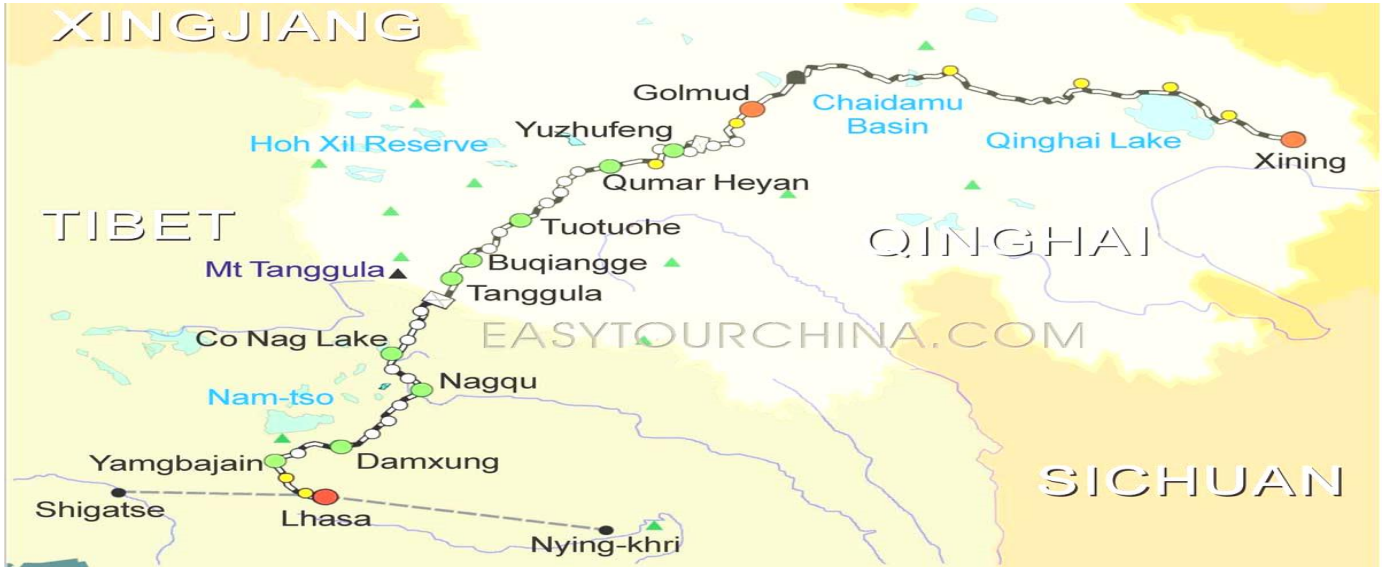 XINGJIANG
Golmud
Chaidamu
Basin
Yuzhufeng
Hoh Xil Reserve
Qinghai Lake
Xining
Qumar Heyan
TIBET
Tuotuohe
QINGHAI
Buqiangge
Mt Tanggula
Tanggula
EASYTOURCHINA.COM
Co Nag Lake
Nagqu
Nam-tso
Yamgbajain
Damxung
SICHUAN
Shigatse
Lhasa
Nying-khri